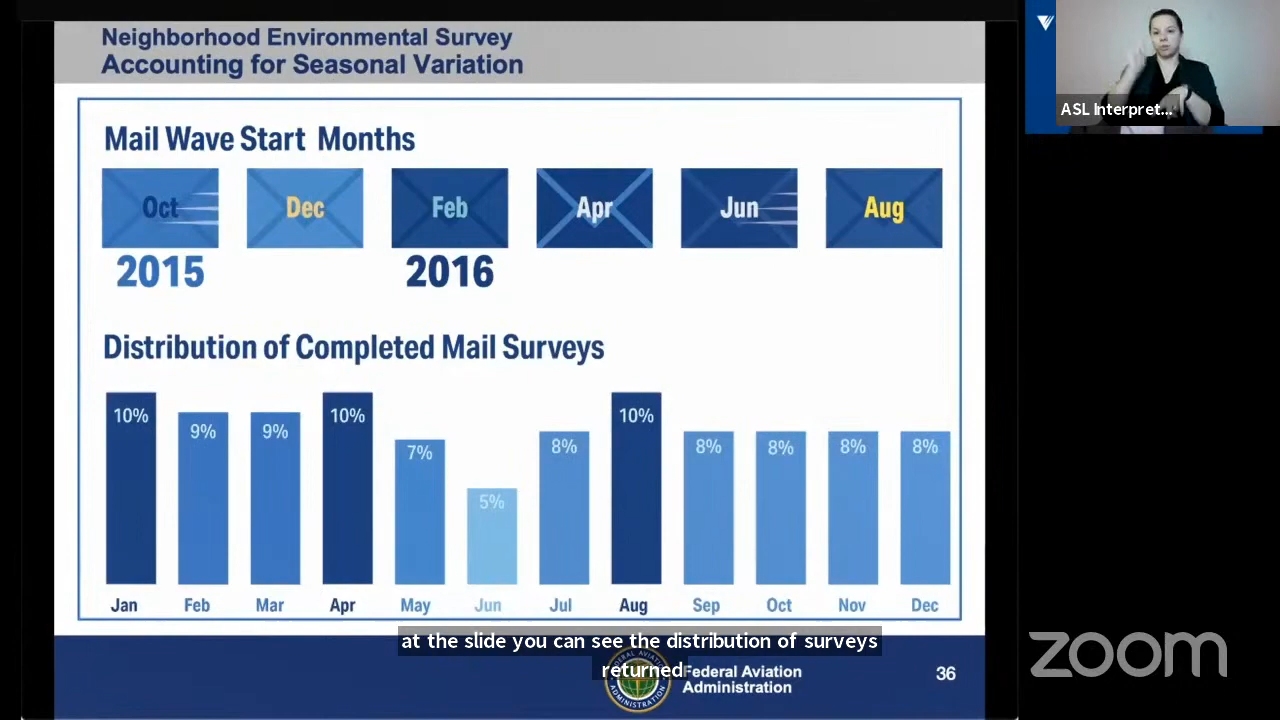 Neighborhood Environmental Survey
Accounting for Seasonal Variation
ASL Interpret...
Mail Wave Start Months
Oct Dec Feb Apr Jun Aug
2015 2016
Distribution of Completed Mail Surveys
10% 9% 9% 10% 7% 5% 8% 10% 8% 8% 8% 8%
Jan Feb Mar Apr May Jun Jul Aug Sep Oct Nov Dec
at the slide you can see the distribution of surveys
returned
Federal Aviation
Administration
36
zoom